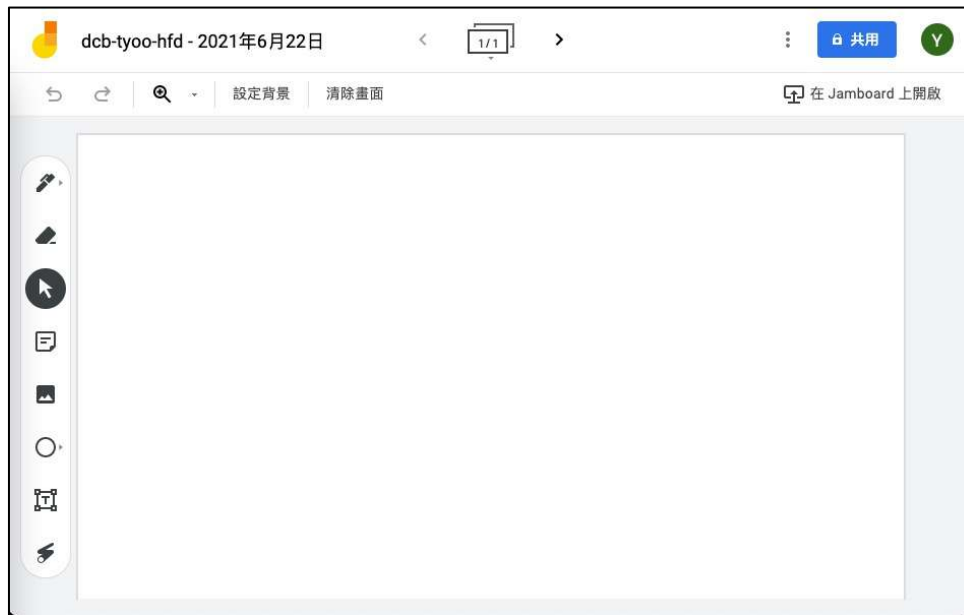 dcb-tyoo-hfd - 2021年6月22日
1/1
共用
Y
設定背景
清除畫面
在 Jamboard 上開啟